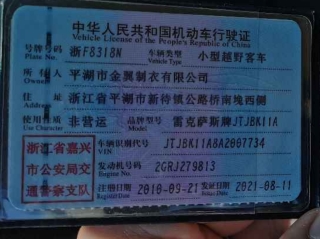 中华人民共和国机动车行驶证
Vehicle License of the People's Republic of China
号牌号码 Plate No. 浙F8318N 车辆类型 Vehicle Type 小型越野客车
所有人 Owner 平湖市金翼制衣有限公司
住址 浙江省平湖市新埭镇公路桥南堍西侧
使用性质 Use Character 非营运 品牌型号 Model 雷克萨斯牌JTJBK11A
浙江省嘉兴市公安局交通警察支队
车辆识别代号 VIN JTJBK11A8A2007734
发动机号码 Engine No. 2GRJ279813
注册日期 Register Date 2010-09-21 发证日期 Issue Date 2021-08-11